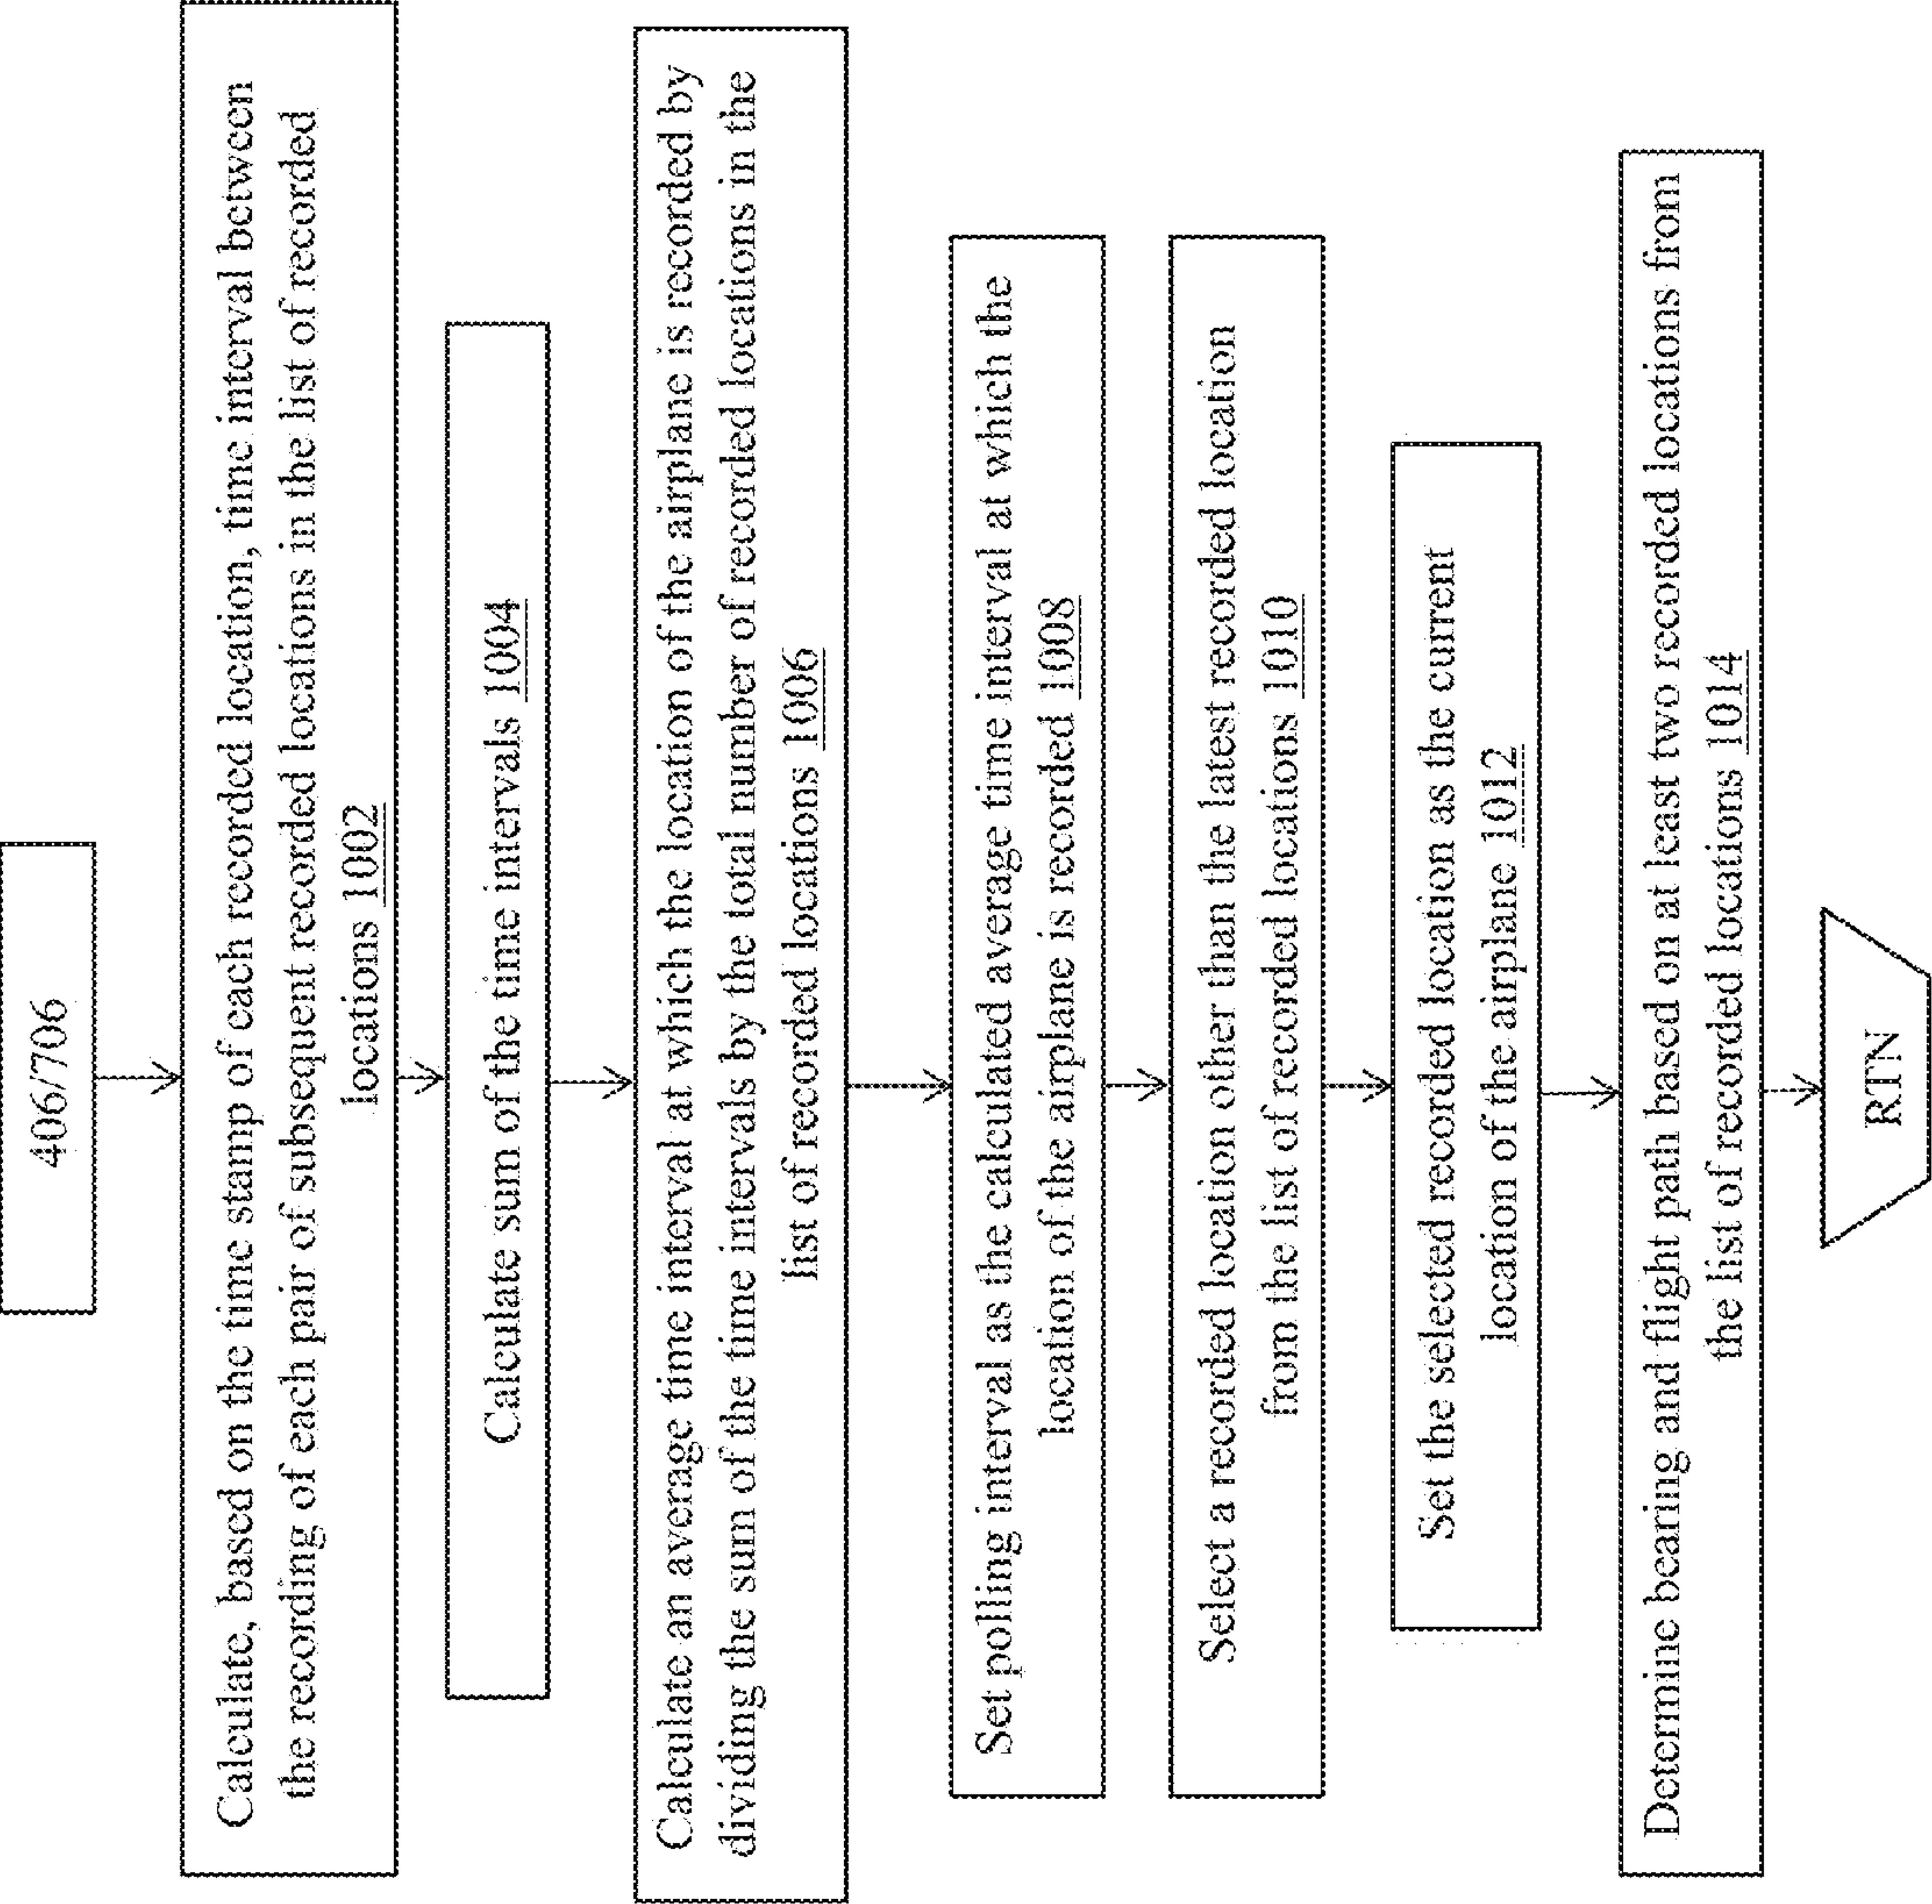 406/706
Calculate, based on the time stamp of each recorded location, time interval between
the recording of each pair of subsequent recorded locations in the list of recorded
locations 1002
Calculate sum of the time intervals 1004
Calculate an average time interval at which the location of the airplane is recorded by
dividing the sum of the time intervals by the total number of recorded locations in the
list of recorded locations 1006
Set polling interval as the calculated average time interval at which the
location of the airplane is recorded 1008
Select a recorded location other than the latest recorded location
from the list of recorded locations 1010
Set the selected recorded location as the current
location of the airplane 1012
Determine bearing and flight path based on at least two recorded locations from
the list of recorded locations 1014
RTN